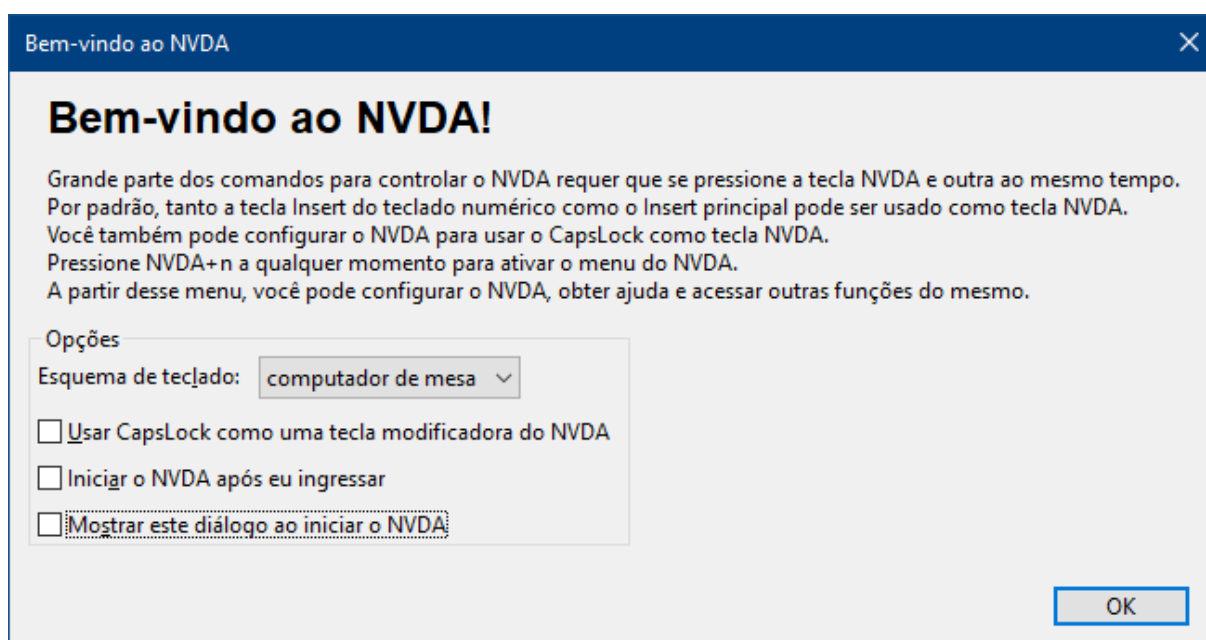 Bem-vindo ao NVDA
Bem-vindo ao NVDA!
Grande parte dos comandos para controlar o NVDA requer que se pressione a tecla NVDA e outra ao mesmo tempo.
Por padrão, tanto a tecla Insert do teclado numérico como o Insert principal pode ser usado como tecla NVDA.
Você também pode configurar o NVDA para usar o CapsLock como tecla NVDA.
Pressione NVDA+n a qualquer momento para ativar o menu do NVDA.
A partir desse menu, você pode configurar o NVDA, obter ajuda e acessar outras funções do mesmo.
Opções
Esquema de teclado: computador de mesa
Usar CapsLock como uma tecla modificadora do NVDA
Iniciar o NVDA após eu ingressar
Mostrar este diálogo ao iniciar o NVDA
OK